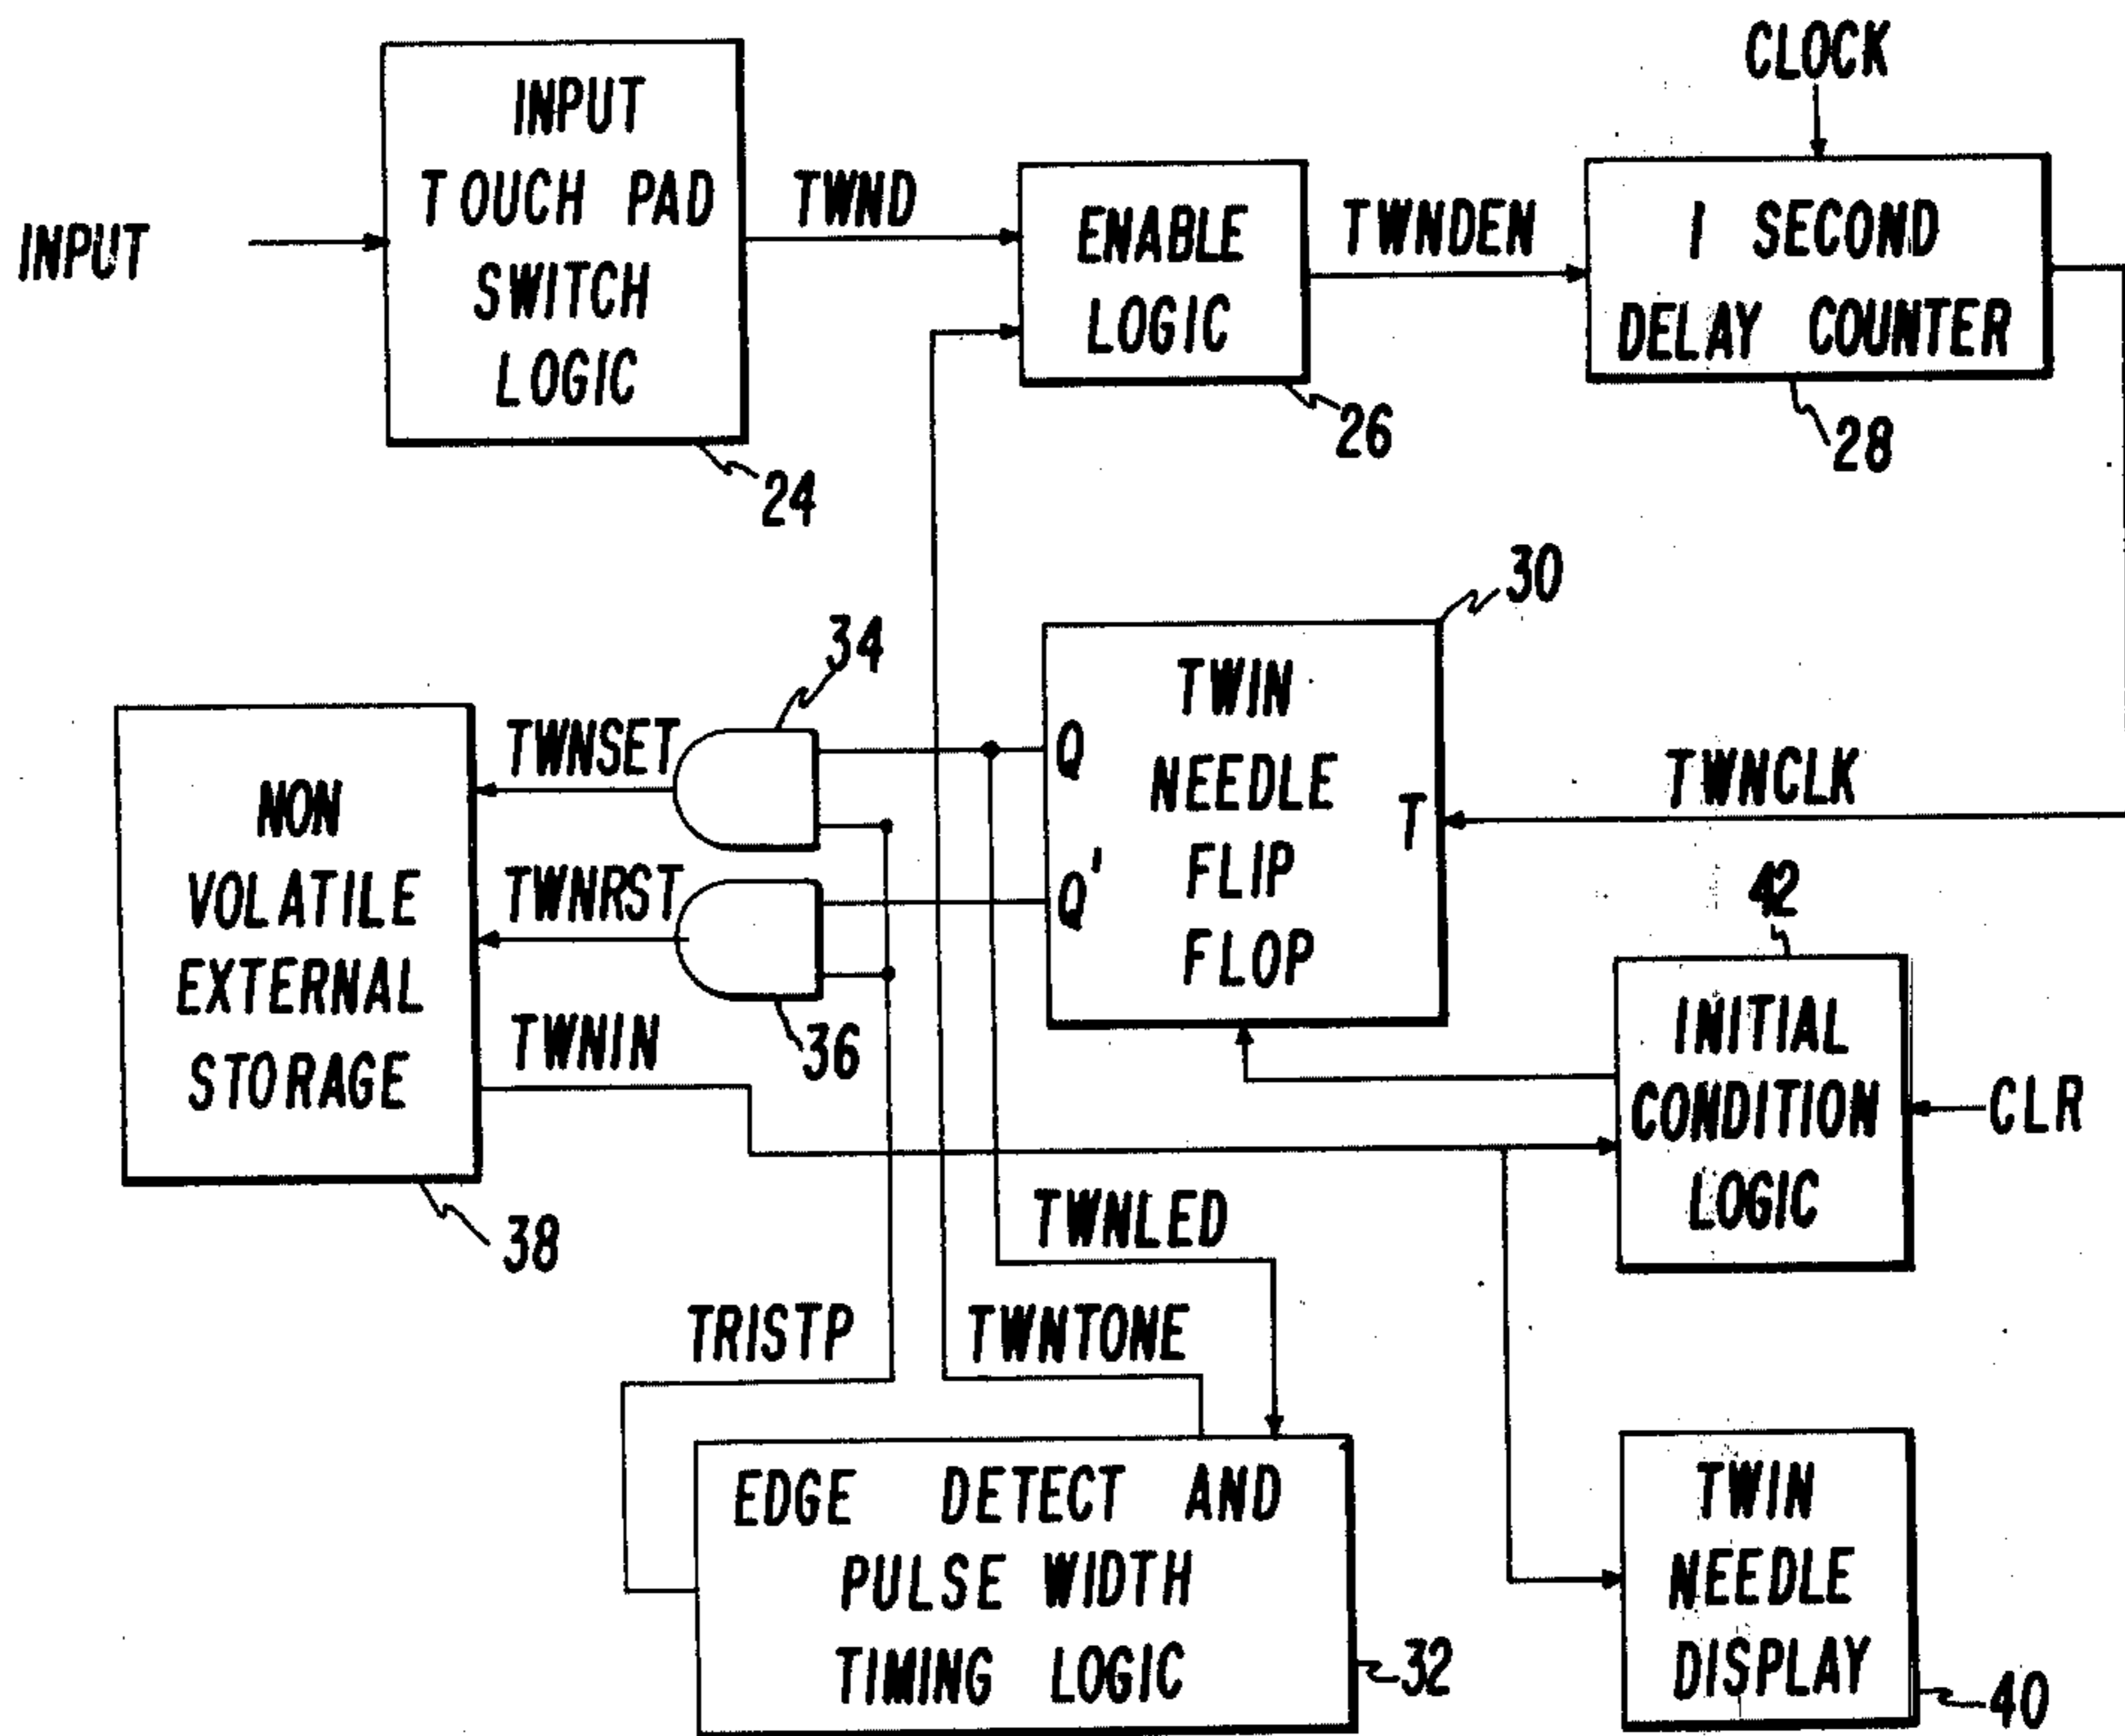 CLOCK
INPUT
TOUCH PAD
SWITCH
LOGIC
INPUT
TWND
ENABLE
LOGIC
TWNDEN
1 SECOND
DELAY COUNTER
24
26
28
30
34
TWIN
NEEDLE
FLIP
FLOP
Q
Q'
T
TWNCLK
TWNSET
TWNRST
TWNIN
NON
VOLATILE
EXTERNAL
STORAGE
36
38
42
INITIAL
CONDITION
LOGIC
CLR
TWNLED
TRISTP
TWNTONE
EDGE DETECT AND
PULSE WIDTH
TIMING LOGIC
32
TWIN
NEEDLE
DISPLAY
40